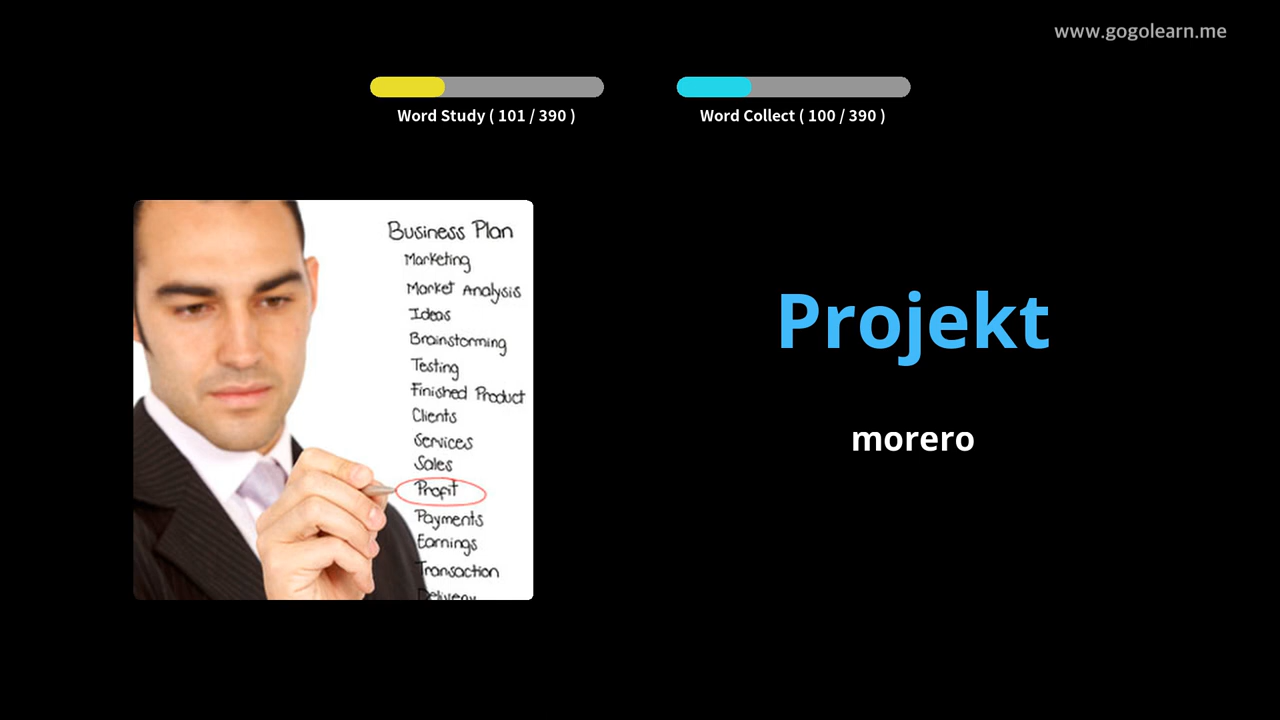 www.gogolearn.me
Word Study ( 101 / 390 )
Word Collect ( 100 / 390 )
Business Plan
Marketing
Market Analysis
Ideas
Brainstorming
Testing
Finished Product
Clients
Services
Sales
Profit
Payments
Earnings
Transaction
Delivery
Projekt
morero